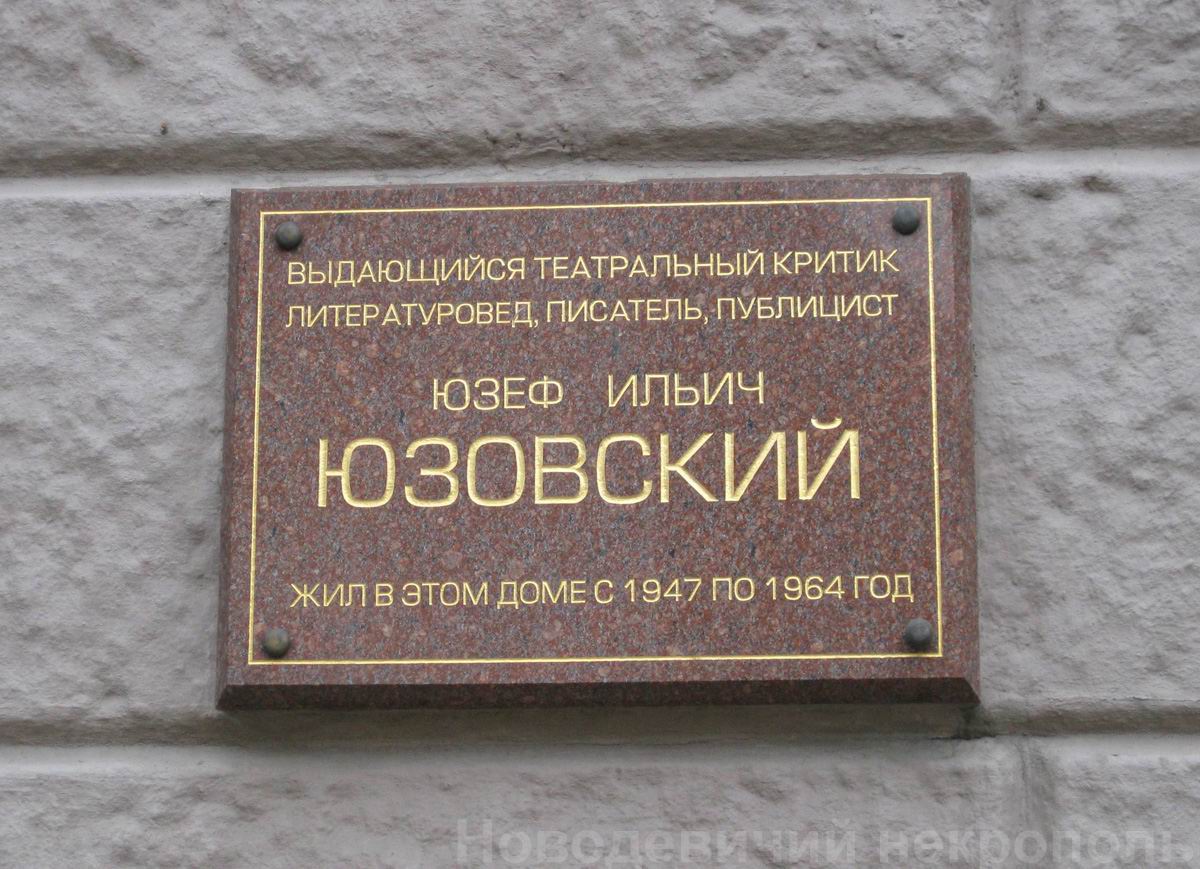 ВЫДАЮЩИЙСЯ ТЕАТРАЛЬНЫЙ КРИТИК
ЛИТЕРАТУРОВЕД, ПИСАТЕЛЬ, ПУБЛИЦИСТ
ЮЗЕФ ИЛЬИЧ
ЮЗОВСКИЙ
ЖИЛ В ЭТОМ ДОМЕ С 1947 ПО 1964 ГОД
Новодевичий некрополь